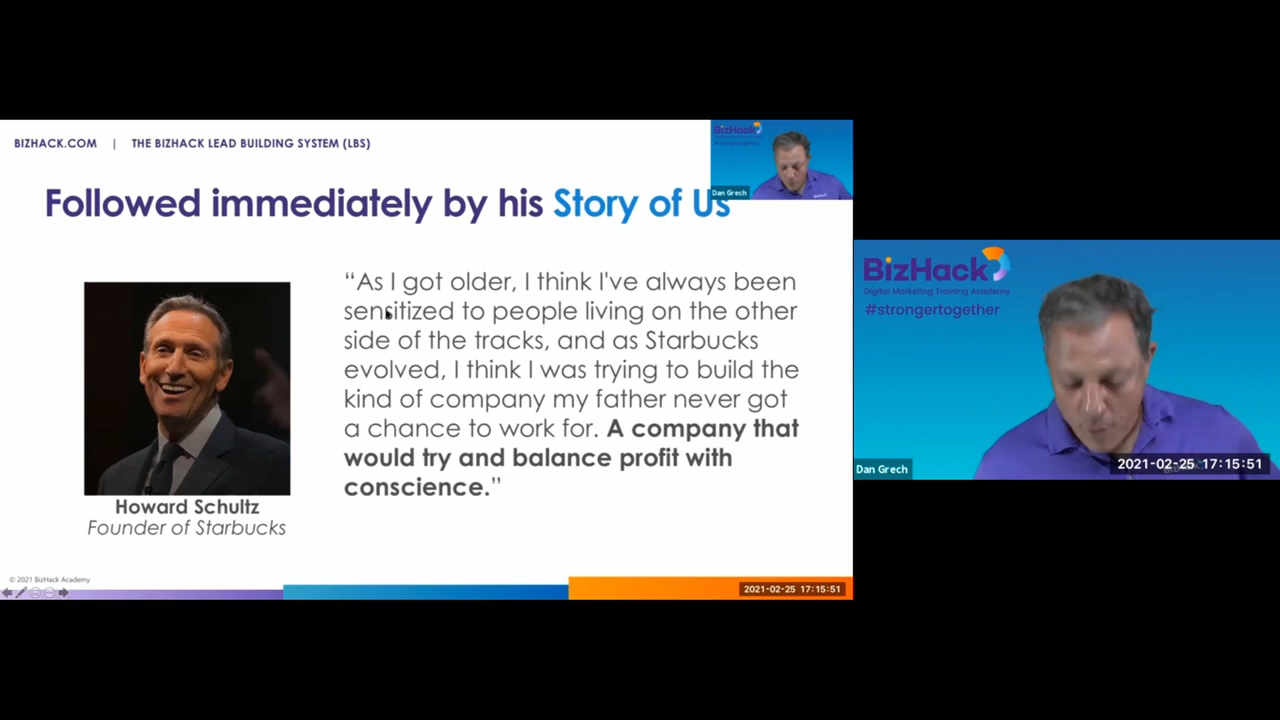 BIZHACK.COM | THE BIZHACK LEAD BUILDING SYSTEM (LBS)
BizHack
#strongertogether
Dan Grech
Followed immediately by his Story of Us
“As I got older, I think I've always been
sensitized to people living on the other
side of the tracks, and as Starbucks
evolved, I think I was trying to build the
kind of company my father never got
a chance to work for. A company that
would try and balance profit with
conscience.”
Howard Schultz
Founder of Starbucks
© 2021 BizHack Academy
2021-02-25 17:15:51
BizHack
Digital Marketing Training Academy
#strongertogether
Dan Grech
2021-02-25 17:15:51